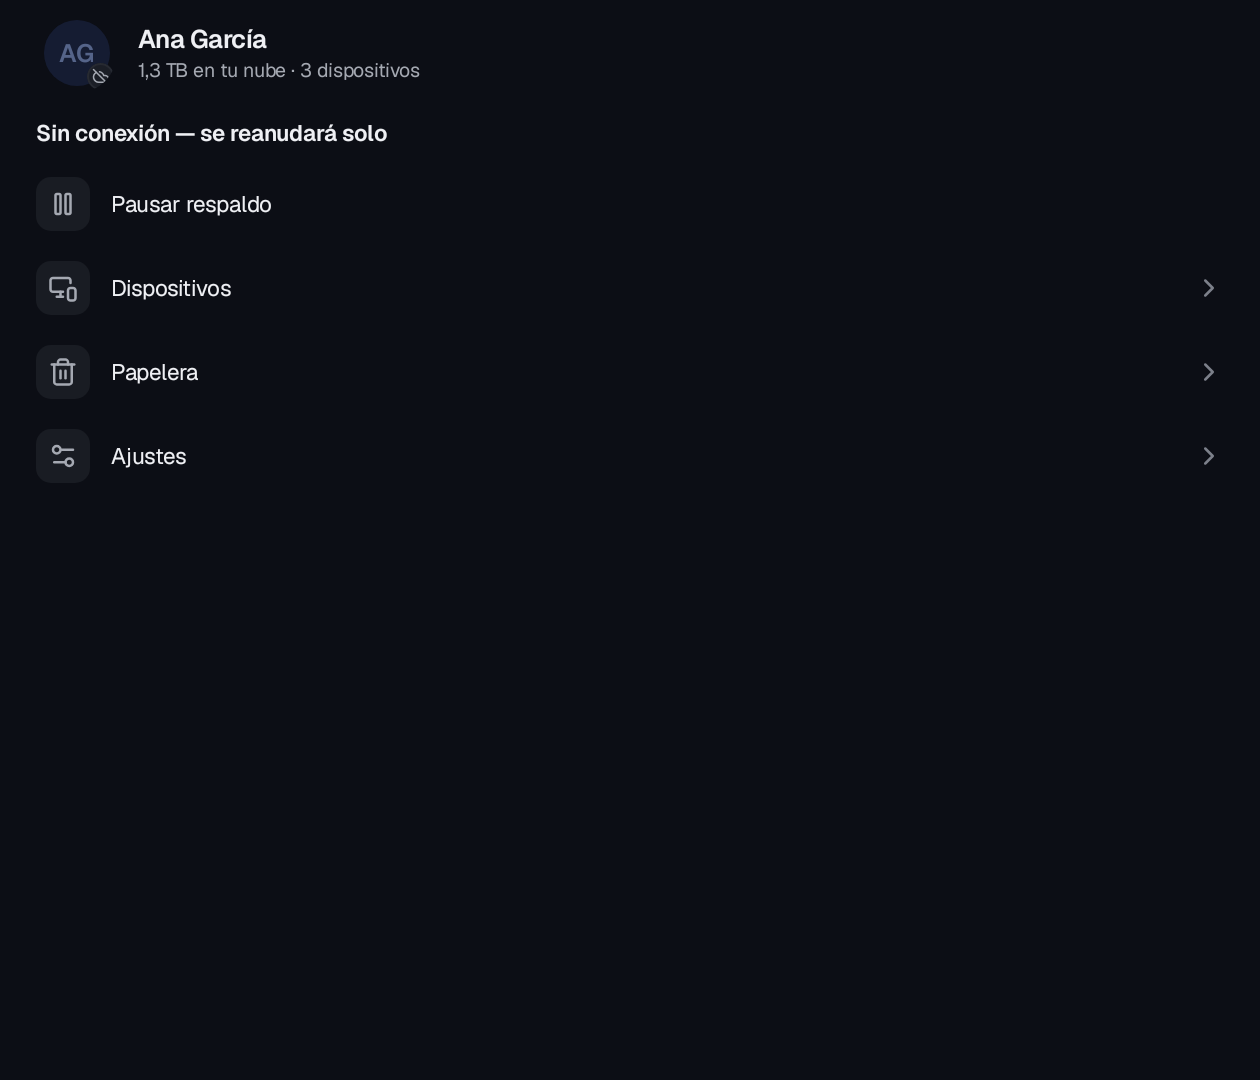 AG
Ana García
1,3 TB en tu nube · 3 dispositivos
Sin conexión — se reanudará solo
Pausar respaldo
Dispositivos
Papelera
Ajustes